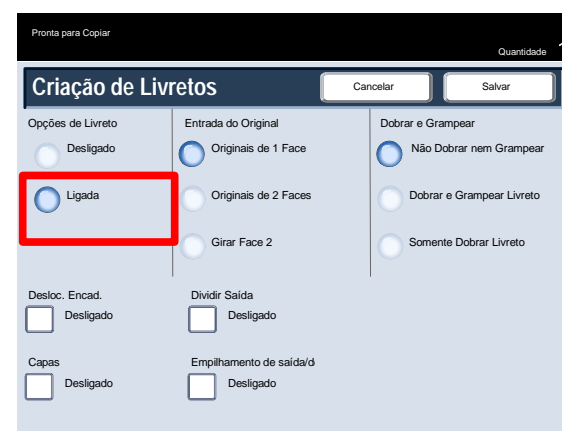 Pronta para Copiar
Quantidade
Criação de Livretos
Cancelar
Salvar
Opções de Livreto
Entrada do Original
Dobrar e Grampear
Desligado
Originais de 1 Face
Não Dobrar nem Grampear
Ligada
Originais de 2 Faces
Dobrar e Grampear Livreto
Girar Face 2
Somente Dobrar Livreto
Desloc. Encad.
Dividir Saída
Desligado
Desligado
Capas
Empilhamento de saída/d
Desligado
Desligado